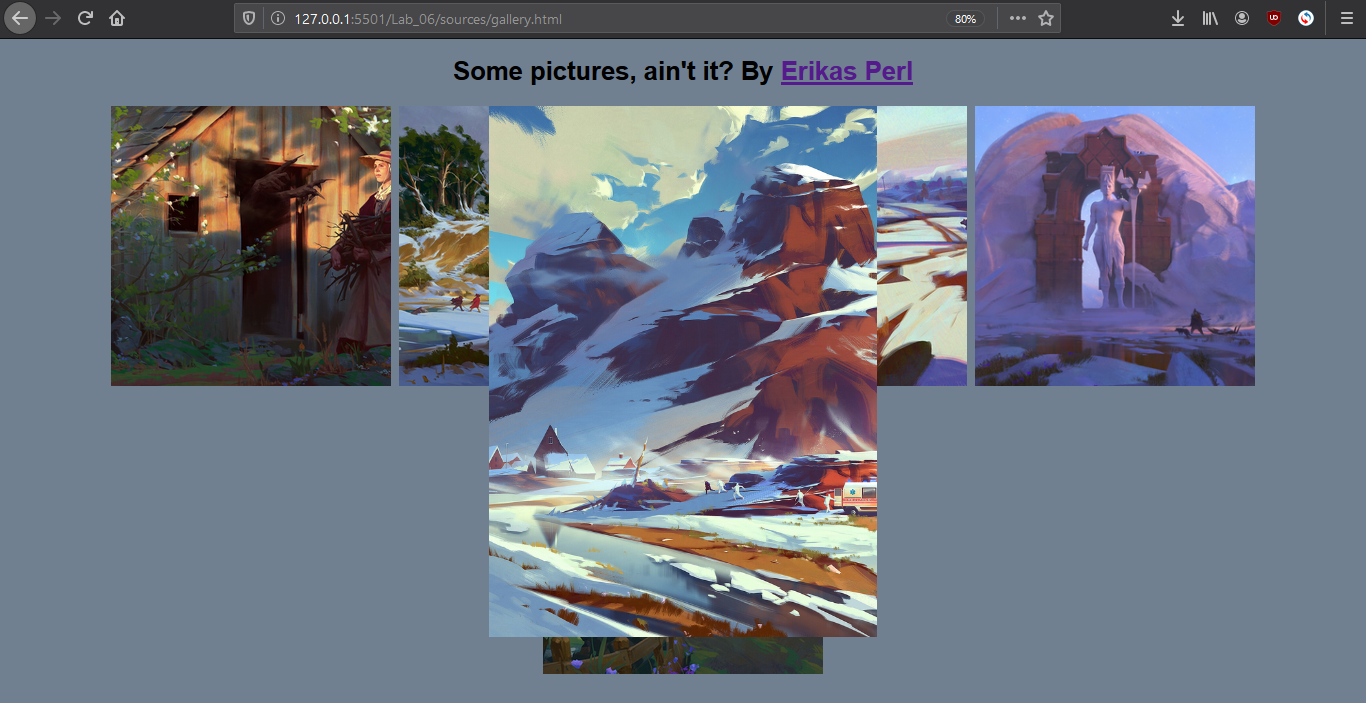 127.0.0.1:5501/Lab_06/sources/gallery.html
80%
Some pictures, ain't it? By Erikas Perl